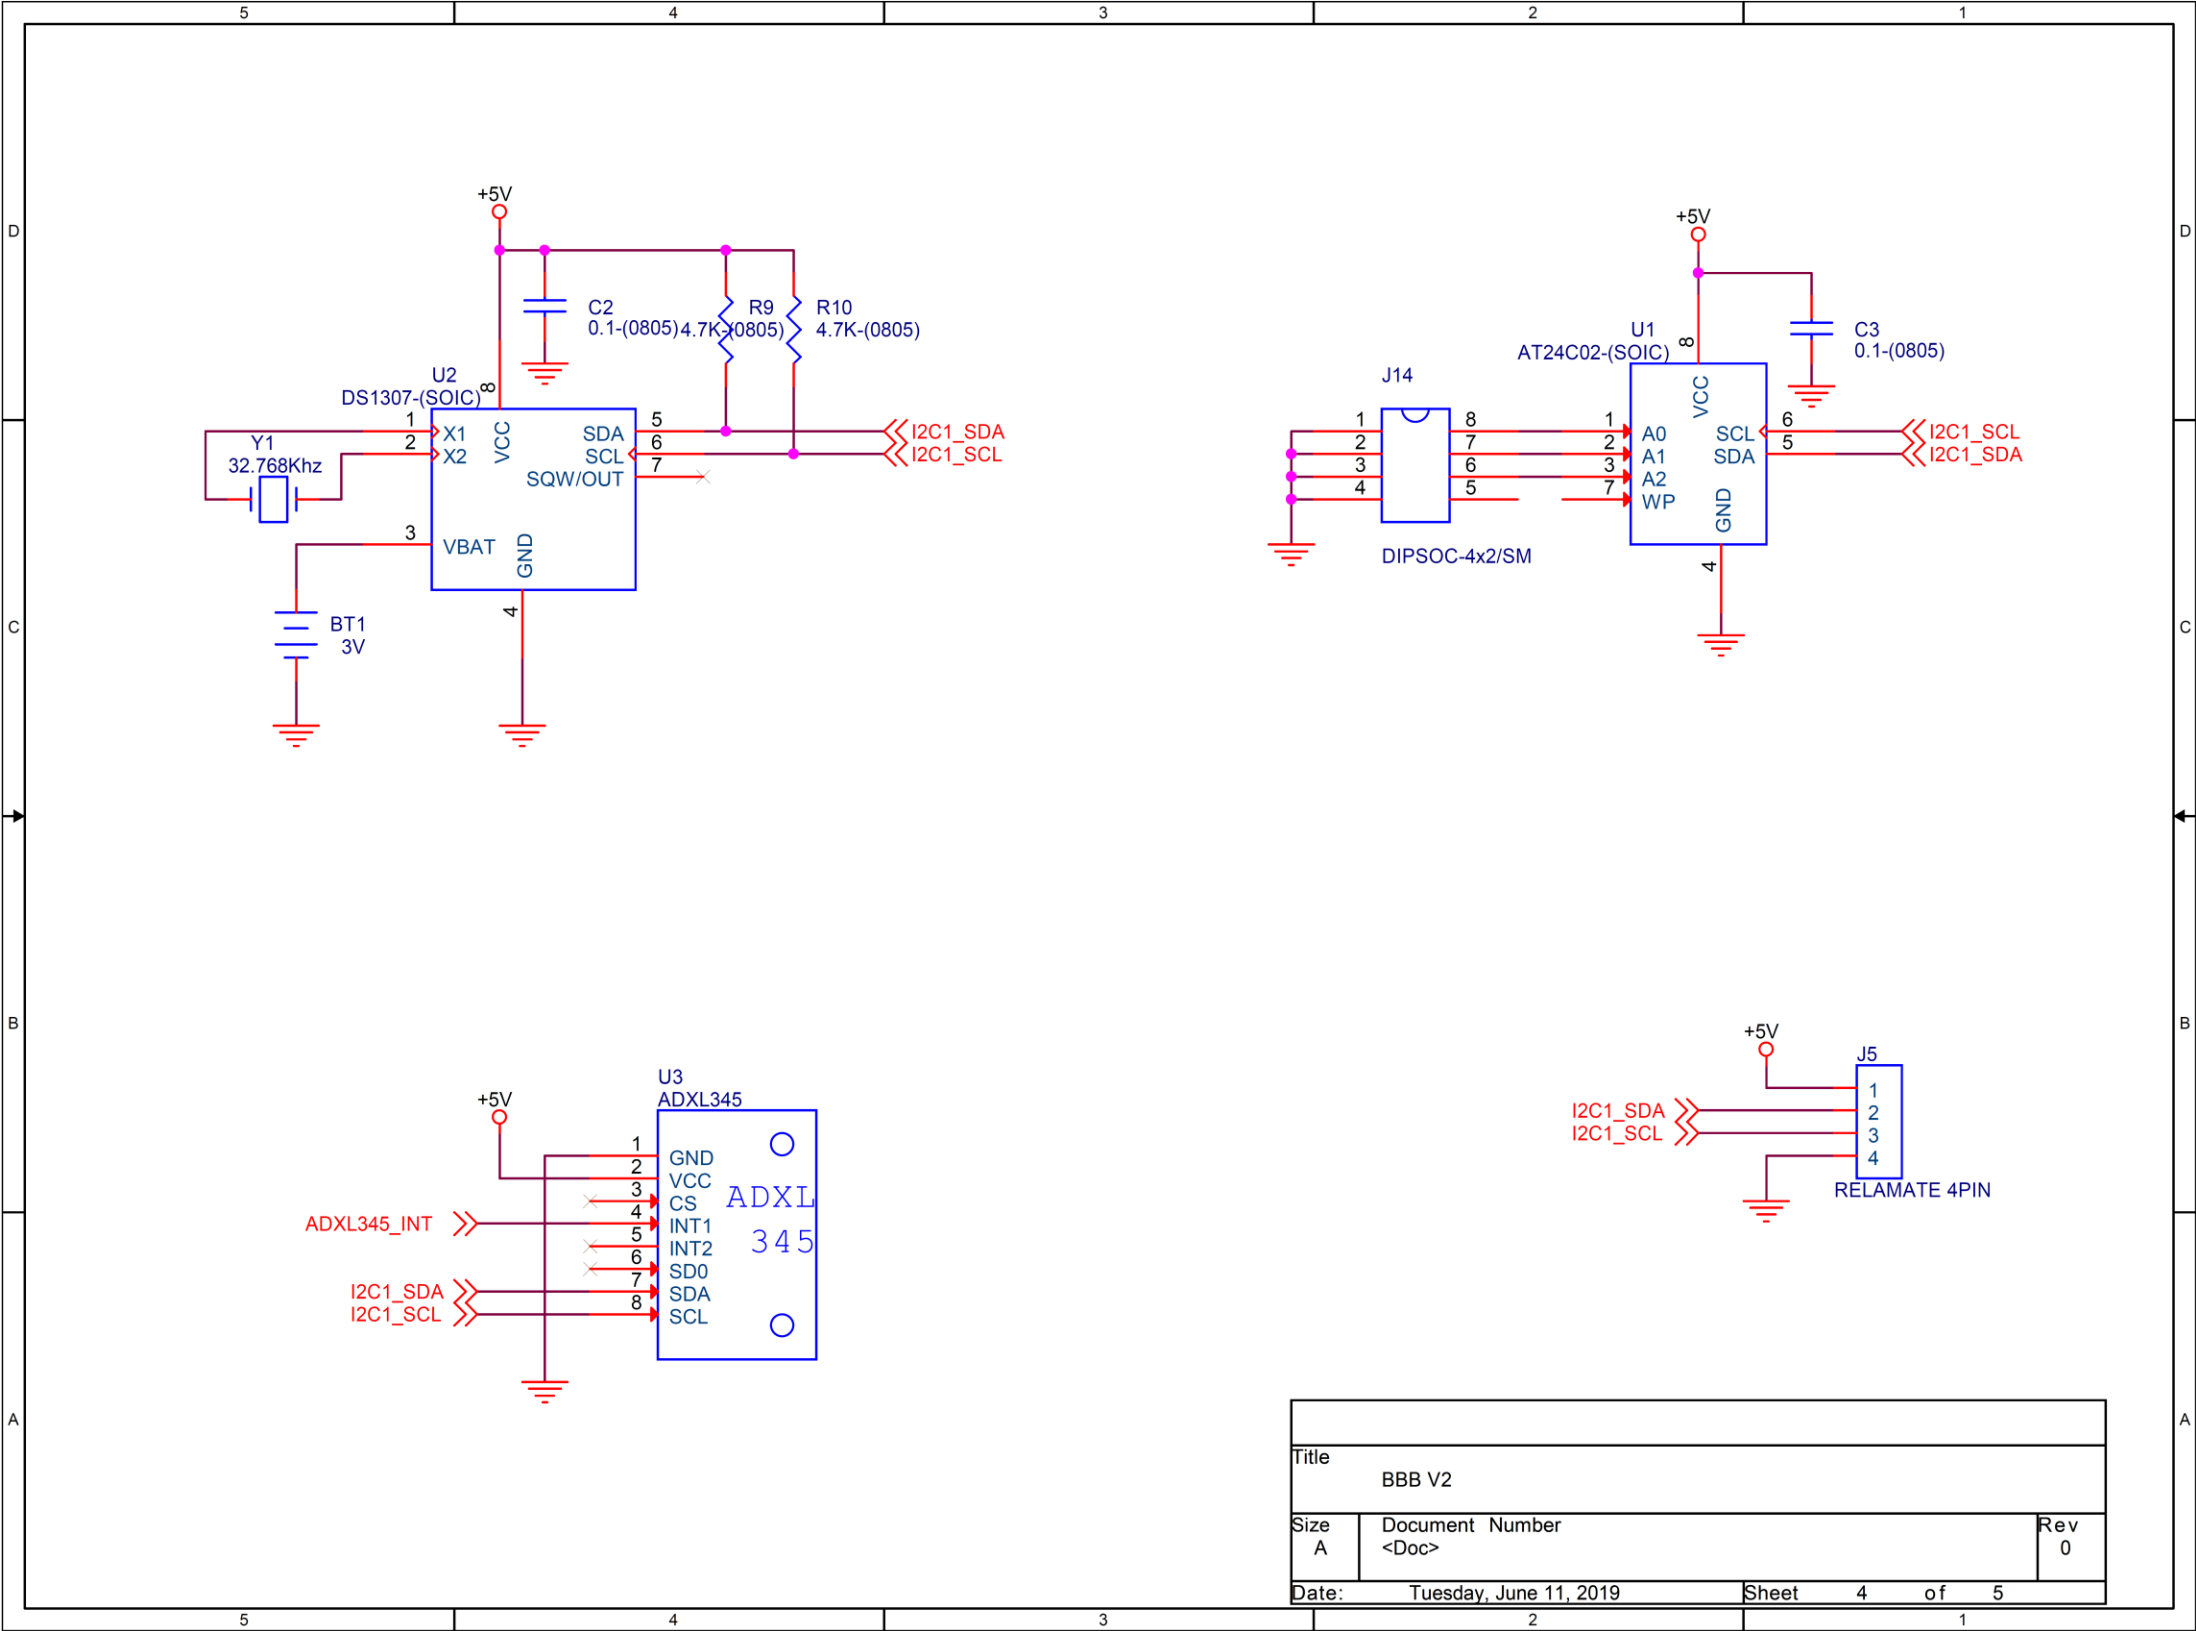 5 4 3 2 1
D D
C C
B B
A A
+5V
C2
0.1-(0805)
R9
4.7K-(0805)
R10
4.7K-(0805)
U2
DS1307-(SOIC)
8
VCC
1 X1
2 X2
Y1
32.768Khz
3 VBAT
SDA 5
SCL 6
SQW/OUT 7
GND
4
I2C1_SDA
I2C1_SCL
BT1
3V
+5V
C3
0.1-(0805)
U1
AT24C02-(SOIC)
8
VCC
J14
1 8
2 7
3 6
4 5
DIPSOC-4x2/SM
1 A0
2 A1
3 A2
7 WP
SCL 6
SDA 5
GND
4
I2C1_SCL
I2C1_SDA
+5V
U3
ADXL345
1 GND
2 VCC
3 CS
4 INT1
5 INT2
6 SD0
7 SDA
8 SCL
ADXL
345
ADXL345_INT
I2C1_SDA
I2C1_SCL
+5V
J5
1
2
3
4
I2C1_SDA
I2C1_SCL
RELAMATE 4PIN
Title
BBB V2
Size
A
Document Number
<Doc>
Rev
0
Date: Tuesday, June 11, 2019 Sheet 4 of 5
5 4 3 2 1